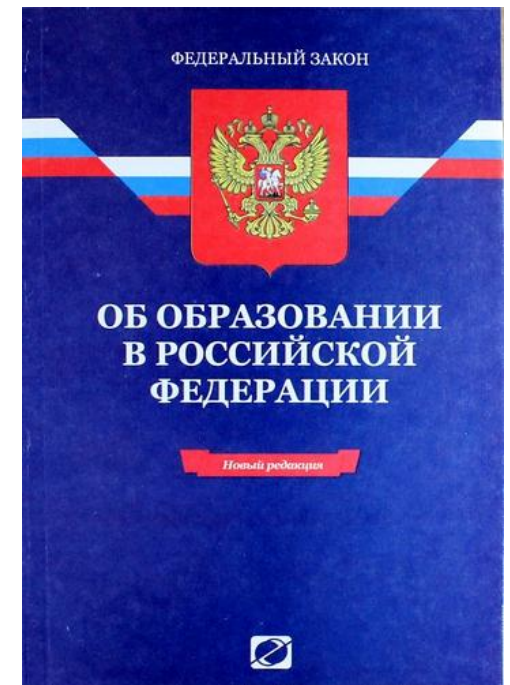 ФЕДЕРАЛЬНЫЙ ЗАКОН
ОБ ОБРАЗОВАНИИ
В РОССИЙСКОЙ
ФЕДЕРАЦИИ
Новый редакция